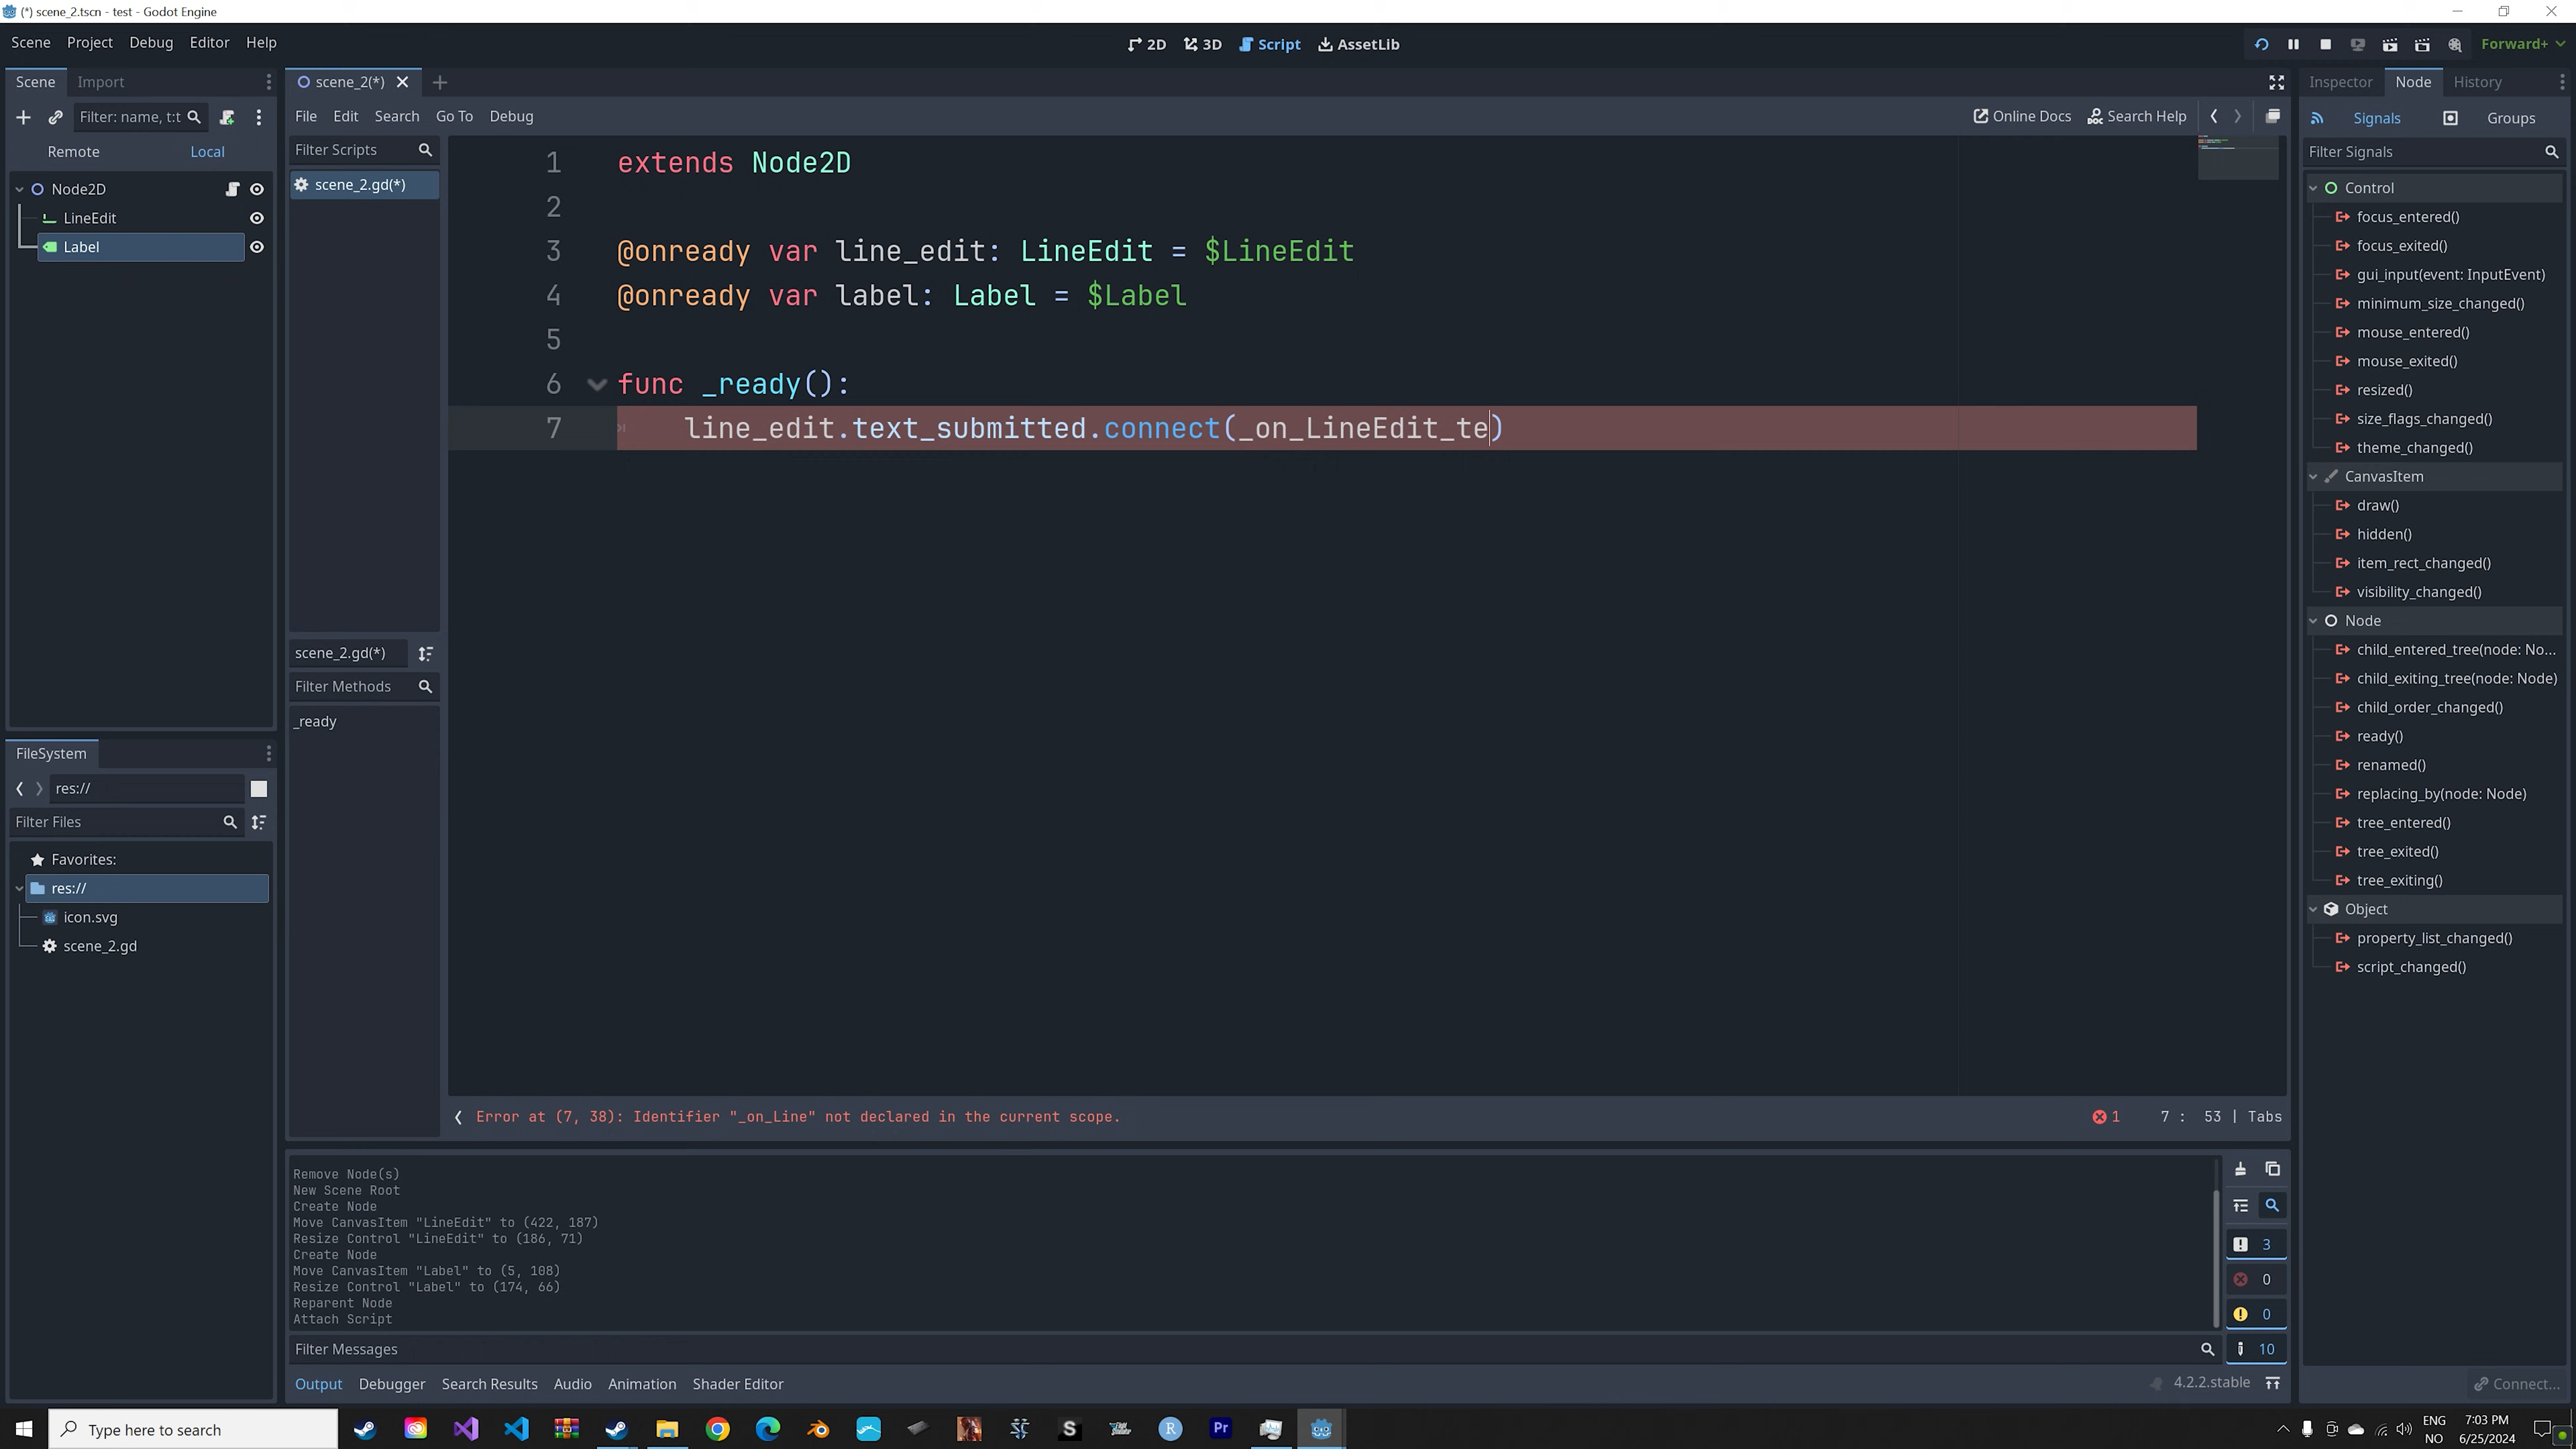 (*) scene_2.tscn - test - Godot Engine
Scene Project Debug Editor Help
2D 3D Script AssetLib
Forward+
Scene Import
scene_2(*)
Inspector Node History
Filter: name, t:t
File Edit Search Go To Debug
Online Docs Search Help
Signals Groups
Remote Local
Filter Scripts
Filter Signals
Node2D
LineEdit
Label
scene_2.gd(*)
1 extends Node2D
2
3 @onready var line_edit: LineEdit = $LineEdit
4 @onready var label: Label = $Label
5
6 func _ready():
7 line_edit.text_submitted.connect(_on_LineEdit_te)
Control
focus_entered()
focus_exited()
gui_input(event: InputEvent)
minimum_size_changed()
mouse_entered()
mouse_exited()
resized()
size_flags_changed()
theme_changed()
CanvasItem
draw()
hidden()
item_rect_changed()
visibility_changed()
Node
child_entered_tree(node: No...
child_exiting_tree(node: Node)
child_order_changed()
ready()
renamed()
replacing_by(node: Node)
tree_entered()
tree_exited()
tree_exiting()
Object
property_list_changed()
script_changed()
scene_2.gd(*)
Filter Methods
_ready
FileSystem
res://
Filter Files
Favorites:
res://
icon.svg
scene_2.gd
Error at (7, 38): Identifier "_on_Line" not declared in the current scope.
1 7 : 53 | Tabs
Remove Node(s)
New Scene Root
Create Node
Move CanvasItem "LineEdit" to (422, 187)
Resize Control "LineEdit" to (186, 71)
Create Node
Move CanvasItem "Label" to (5, 108)
Resize Control "Label" to (174, 66)
Reparent Node
Attach Script
3
0
0
10
Filter Messages
Output Debugger Search Results Audio Animation Shader Editor
4.2.2.stable
Connect...
Type here to search
S
R
Pr
ENG
NO
7:03 PM
6/25/2024